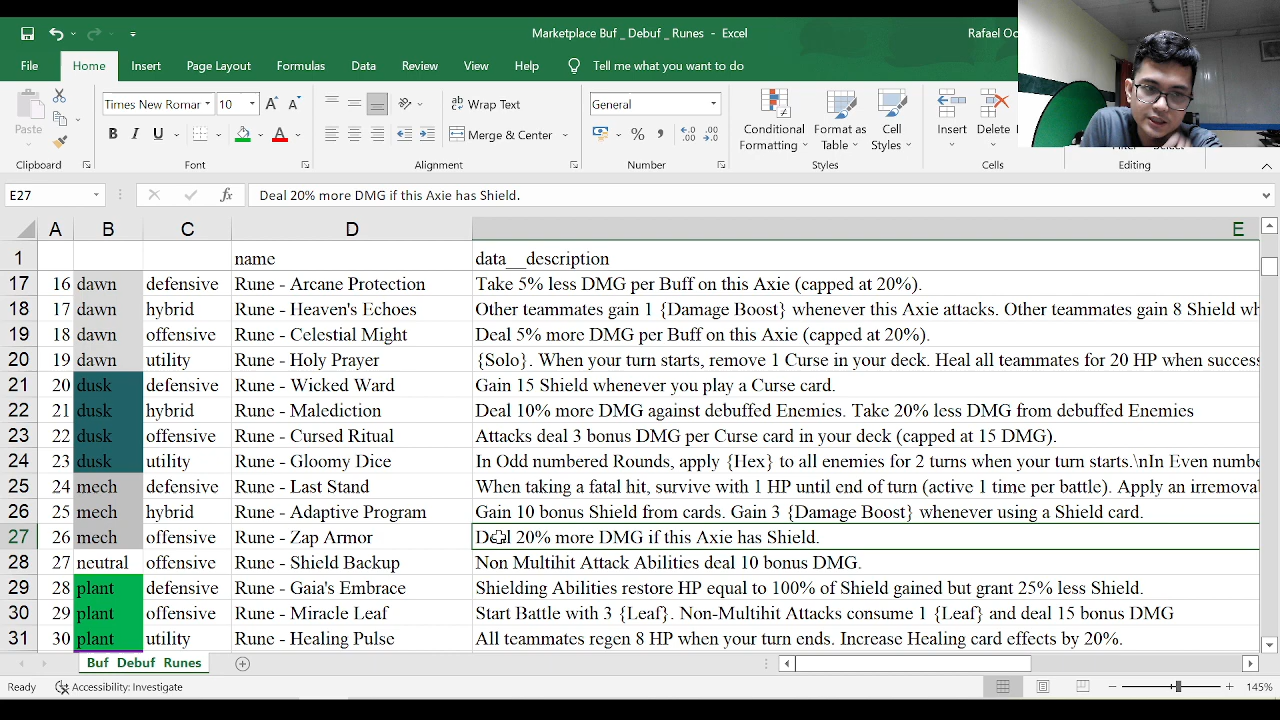 Marketplace Buf _ Debuf _ Runes - Excel
Rafael Oc
File Home Insert Page Layout Formulas Data Review View Help Tell me what you want to do
Paste
Times New Roman 10
B I U
Wrap Text
Merge & Center
General
% ,
Conditional Formatting
Format as Table
Cell Styles
Insert
Delete
Clipboard Font Alignment Number Styles Cells Editing
E27 fx Deal 20% more DMG if this Axie has Shield.
A B C D E
1 name data__description
17 16 dawn defensive Rune - Arcane Protection Take 5% less DMG per Buff on this Axie (capped at 20%).
18 17 dawn hybrid Rune - Heaven's Echoes Other teammates gain 1 {Damage Boost} whenever this Axie attacks. Other teammates gain 8 Shield wh
19 18 dawn offensive Rune - Celestial Might Deal 5% more DMG per Buff on this Axie (capped at 20%).
20 19 dawn utility Rune - Holy Prayer {Solo}. When your turn starts, remove 1 Curse in your deck. Heal all teammates for 20 HP when success
21 20 dusk defensive Rune - Wicked Ward Gain 15 Shield whenever you play a Curse card.
22 21 dusk hybrid Rune - Malediction Deal 10% more DMG against debuffed Enemies. Take 20% less DMG from debuffed Enemies
23 22 dusk offensive Rune - Cursed Ritual Attacks deal 3 bonus DMG per Curse card in your deck (capped at 15 DMG).
24 23 dusk utility Rune - Gloomy Dice In Odd numbered Rounds, apply {Hex} to all enemies for 2 turns when your turn starts.\nIn Even numbe
25 24 mech defensive Rune - Last Stand When taking a fatal hit, survive with 1 HP until end of turn (active 1 time per battle). Apply an irremova
26 25 mech hybrid Rune - Adaptive Program Gain 10 bonus Shield from cards. Gain 3 {Damage Boost} whenever using a Shield card.
27 26 mech offensive Rune - Zap Armor Deal 20% more DMG if this Axie has Shield.
28 27 neutral offensive Rune - Shield Backup Non Multihit Attack Abilities deal 10 bonus DMG.
29 28 plant defensive Rune - Gaia's Embrace Shielding Abilities restore HP equal to 100% of Shield gained but grant 25% less Shield.
30 29 plant offensive Rune - Miracle Leaf Start Battle with 3 {Leaf}. Non-Multihit Attacks consume 1 {Leaf} and deal 15 bonus DMG
31 30 plant utility Rune - Healing Pulse All teammates regen 8 HP when your turn starts. Increase Healing card effects by 20%.
Buf_Debuf_Runes
Ready Accessibility: Investigate 145%